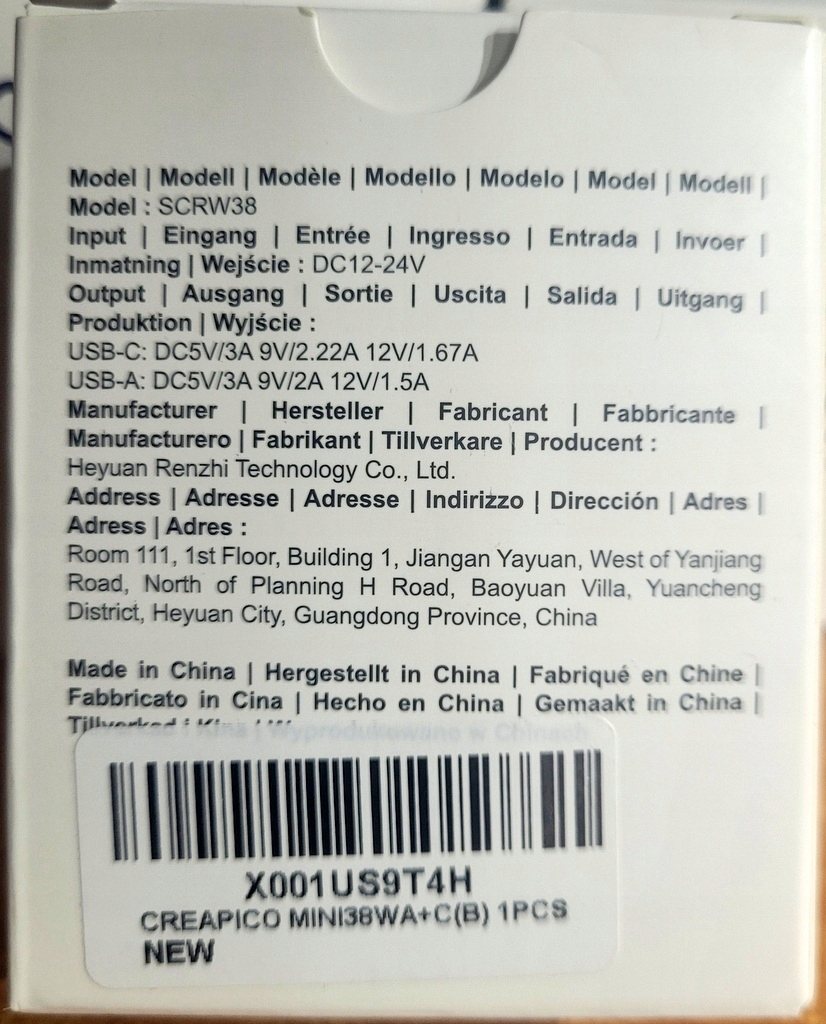 Model | Modell | Modèle | Modello | Modelo | Model | Modell |
Model : SCRW38
Input | Eingang | Entrée | Ingresso | Entrada | Invoer |
Inmatning | Wejście : DC12-24V
Output | Ausgang | Sortie | Uscita | Salida | Uitgang |
Produktion | Wyjście :
USB-C: DC5V/3A 9V/2.22A 12V/1.67A
USB-A: DC5V/3A 9V/2A 12V/1.5A
Manufacturer | Hersteller | Fabricant | Fabbricante |
Manufacturero | Fabrikant | Tillverkare | Producent :
Heyuan Renzhi Technology Co., Ltd.
Address | Adresse | Adresse | Indirizzo | Dirección | Adres |
Adress | Adres :
Room 111, 1st Floor, Building 1, Jiangan Yayuan, West of Yanjiang
Road, North of Planning H Road, Baoyuan Villa, Yuancheng
District, Heyuan City, Guangdong Province, China
Made in China | Hergestellt in China | Fabriqué en Chine |
Fabbricato in Cina | Hecho en China | Gemaakt in China |
Tillverkad i Kina | Wyprodukowane w Chinach
X001US9T4H
CREAPICO MINI38WA+C(B) 1PCS
NEW